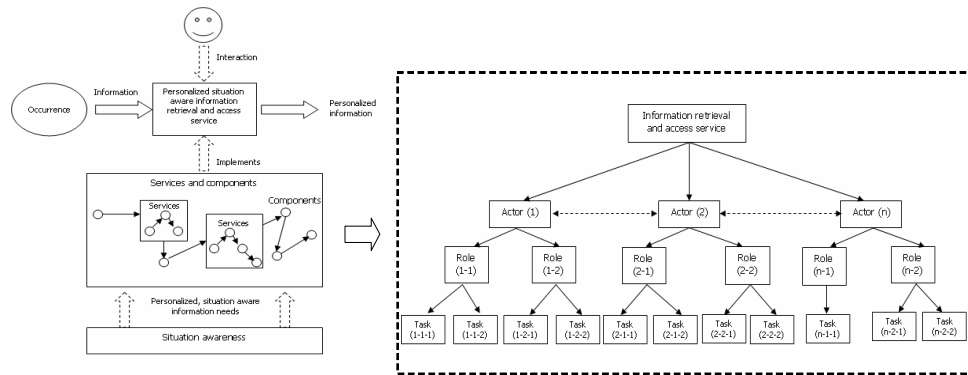 Interaction
Information
Occurrence
Personalized situation
aware information
retrieval and access
service
Personalized
information
Implements
Services and components
Services
Components
Services
Personalized, situation aware
information needs
Situation awareness
Information retrieval
and access service
Actor (1)
Actor (2)
Actor (n)
Role
(1-1)
Role
(1-2)
Role
(2-1)
Role
(2-2)
Role
(n-1)
Role
(n-2)
Task
(1-1-1)
Task
(1-1-2)
Task
(1-2-1)
Task
(1-2-2)
Task
(2-1-1)
Task
(2-1-2)
Task
(2-2-1)
Task
(2-2-2)
Task
(n-1-1)
Task
(n-2-1)
Task
(n-2-2)